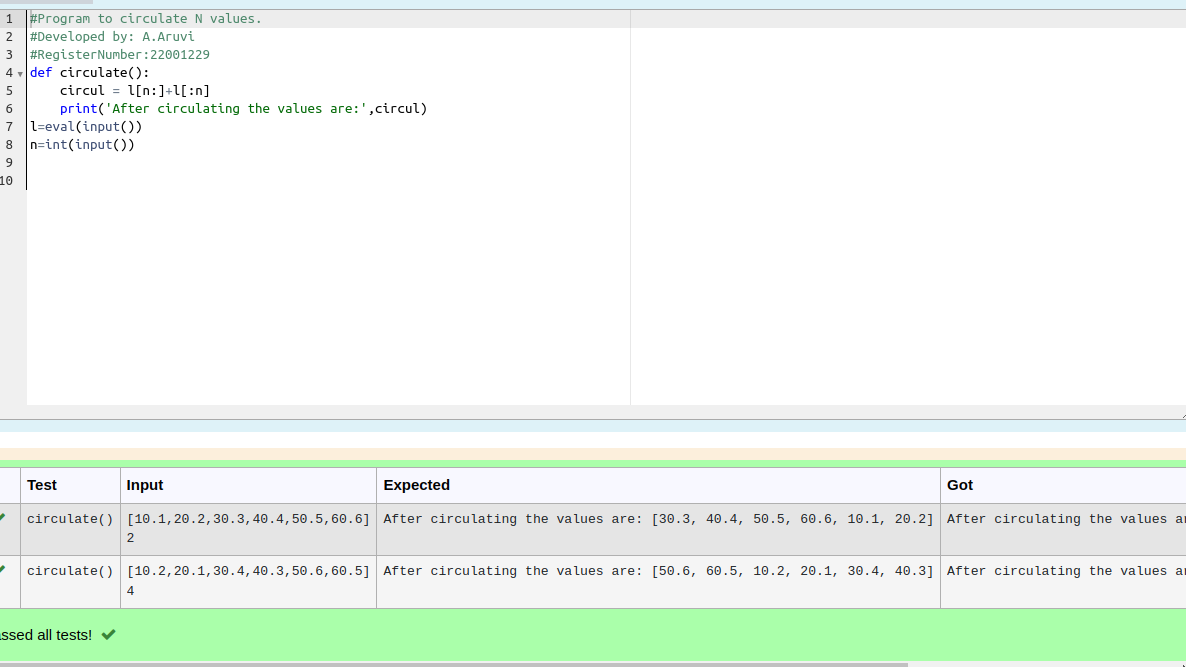 1 #Program to circulate N values.
2 #Developed by: A.Aruvi
3 #RegisterNumber:22001229
4 def circulate():
5     circul = l[n:]+l[:n]
6     print('After circulating the values are:',circul)
7 l=eval(input())
8 n=int(input())
9
10
Test Input Expected Got
circulate() [10.1,20.2,30.3,40.4,50.5,60.6] After circulating the values are: [30.3, 40.4, 50.5, 60.6, 10.1, 20.2] After circulating the values
2
circulate() [10.2,20.1,30.4,40.3,50.6,60.5] After circulating the values are: [50.6, 60.5, 10.2, 20.1, 30.4, 40.3] After circulating the values
4
ssed all tests!